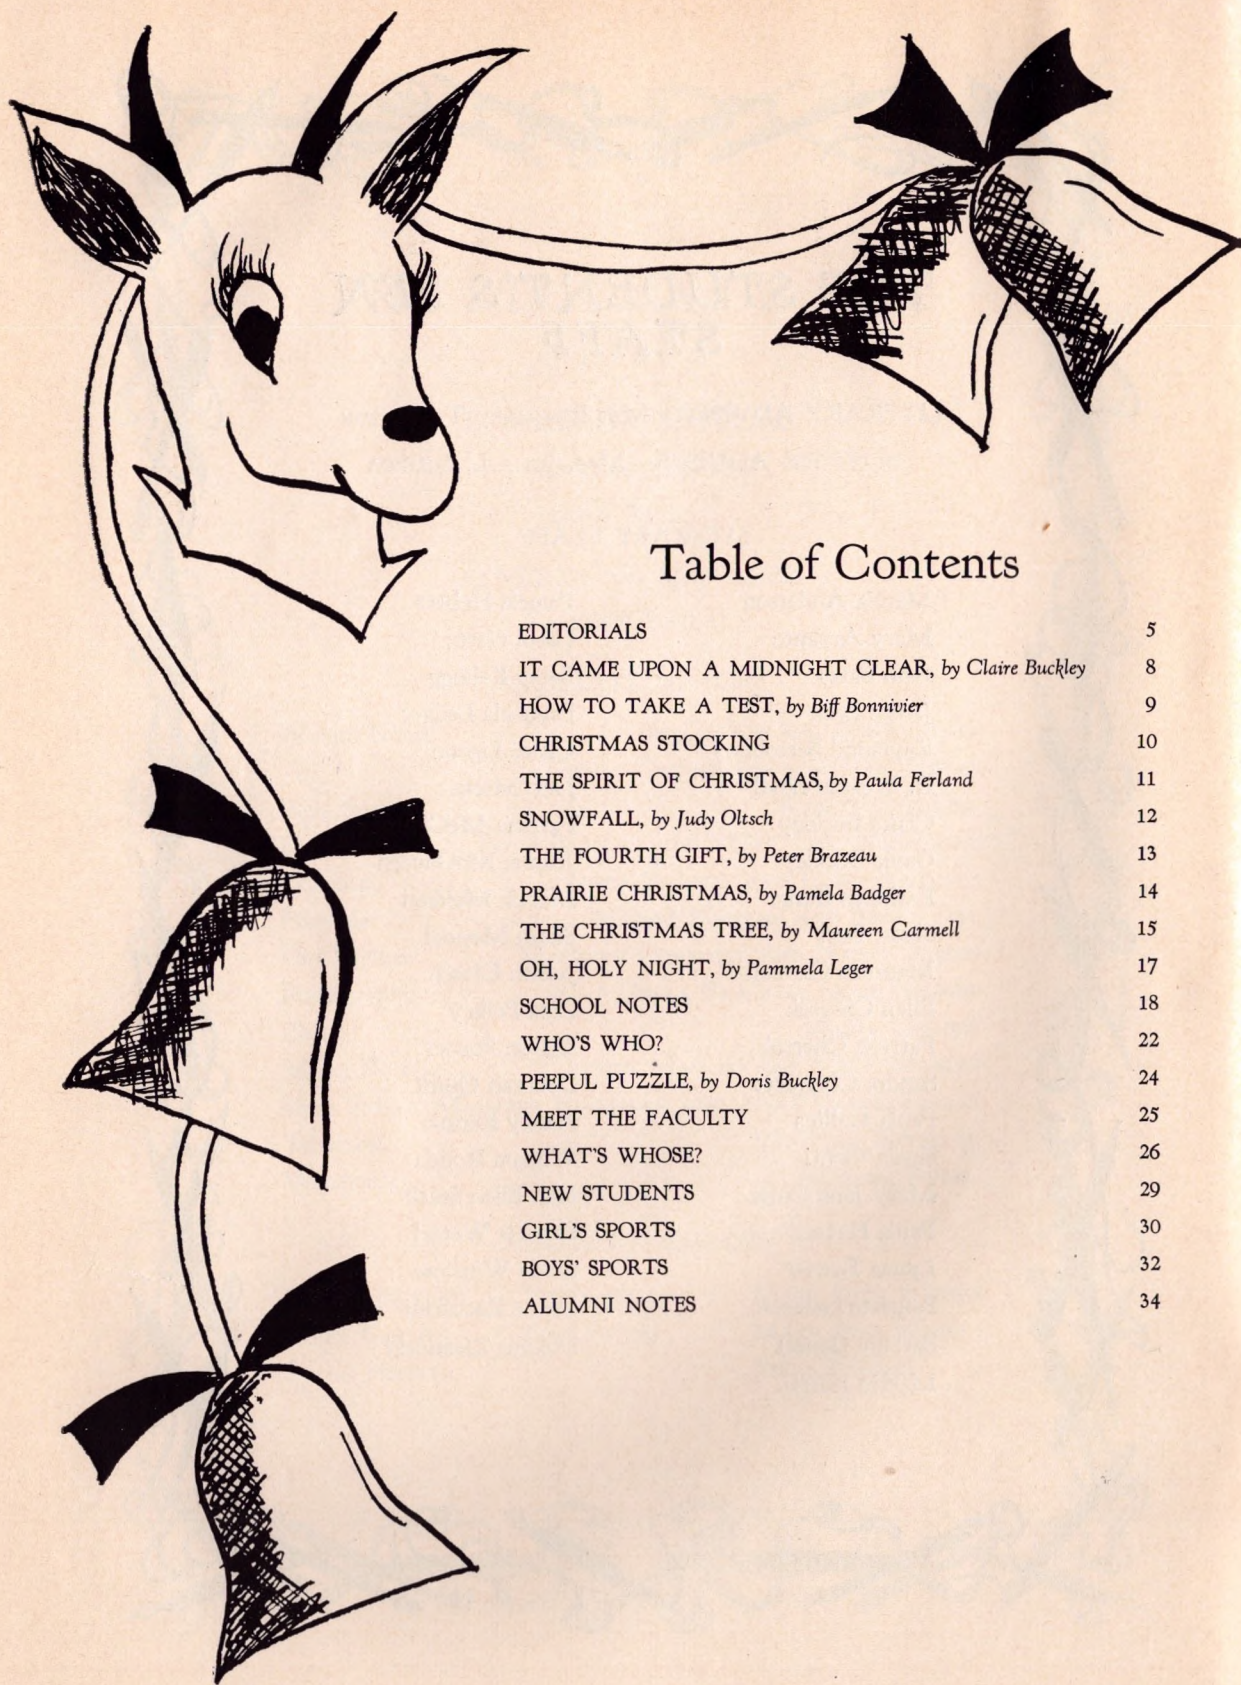 Table of Contents
EDITORIALS 5
IT CAME UPON A MIDNIGHT CLEAR, by Claire Buckley 8
HOW TO TAKE A TEST, by Biff Bonnivier 9
CHRISTMAS STOCKING 10
THE SPIRIT OF CHRISTMAS, by Paula Ferland 11
SNOWFALL, by Judy Oltsch 12
THE FOURTH GIFT, by Peter Brazeau 13
PRAIRIE CHRISTMAS, by Pamela Badger 14
THE CHRISTMAS TREE, by Maureen Carmell 15
OH, HOLY NIGHT, by Pammela Leger 17
SCHOOL NOTES 18
WHO'S WHO? 22
PEEPUL PUZZLE, by Doris Buckley 24
MEET THE FACULTY 25
WHAT'S WHOSE? 26
NEW STUDENTS 29
GIRL'S SPORTS 30
BOYS' SPORTS 32
ALUMNI NOTES 34